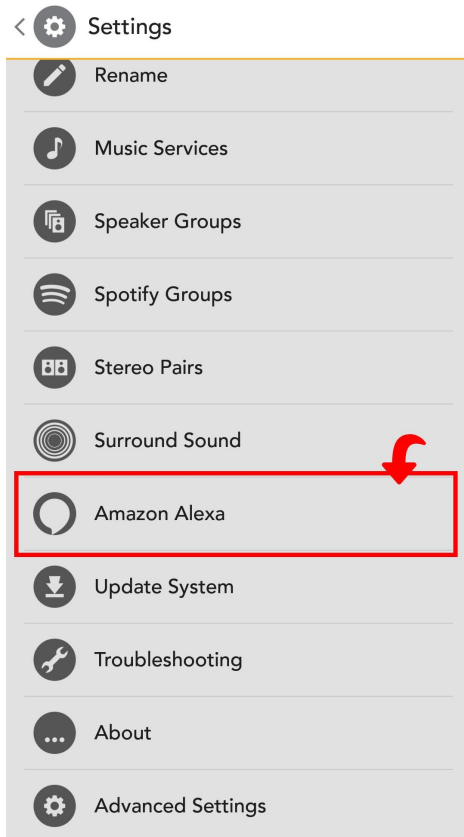 Settings
Rename
Music Services
Speaker Groups
Spotify Groups
Stereo Pairs
Surround Sound
Amazon Alexa
Update System
Troubleshooting
About
Advanced Settings